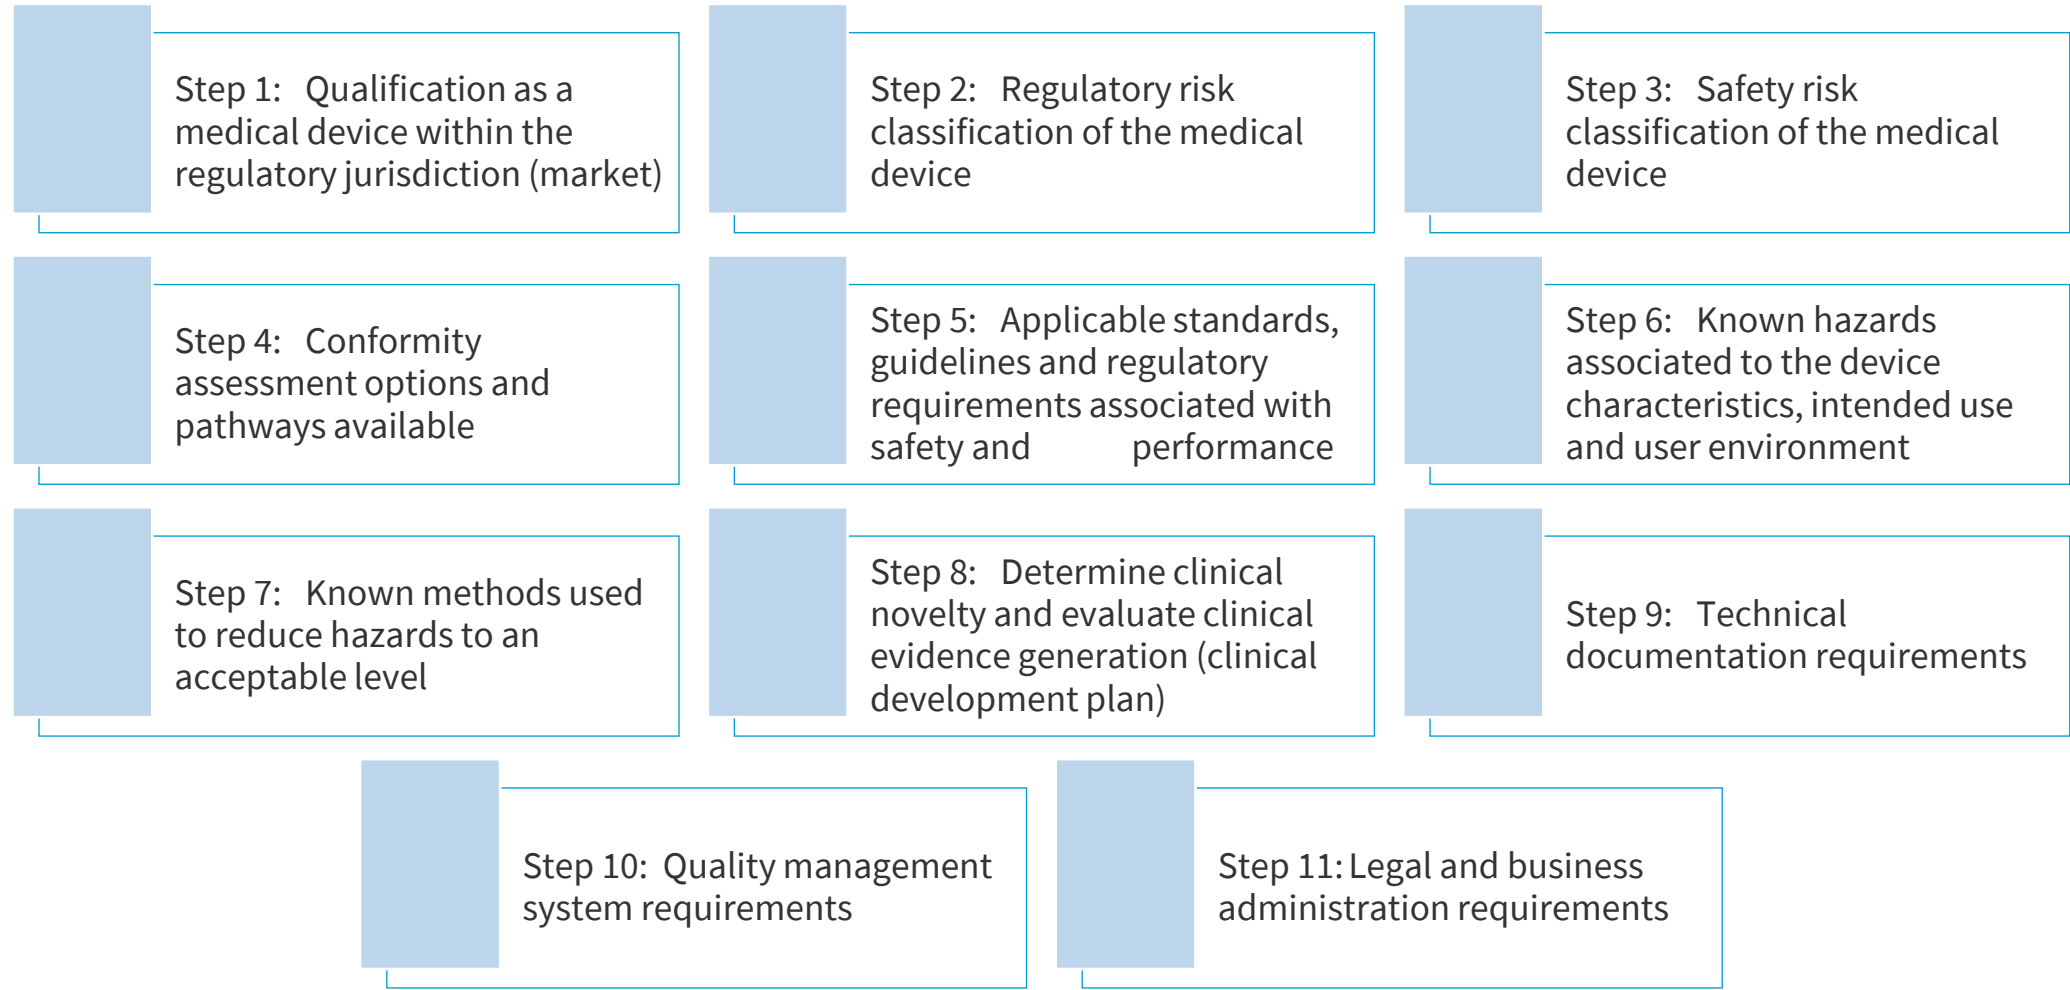 Step 1: Qualification as a
medical device within the
regulatory jurisdiction (market)
Step 2: Regulatory risk
classification of the medical
device
Step 3: Safety risk
classification of the medical
device
Step 4: Conformity
assessment options and
pathways available
Step 5: Applicable standards,
guidelines and regulatory
requirements associated with
safety and performance
Step 6: Known hazards
associated to the device
characteristics, intended use
and user environment
Step 7: Known methods used
to reduce hazards to an
acceptable level
Step 8: Determine clinical
novelty and evaluate clinical
evidence generation (clinical
development plan)
Step 9: Technical
documentation requirements
Step 10: Quality management
system requirements
Step 11: Legal and business
administration requirements